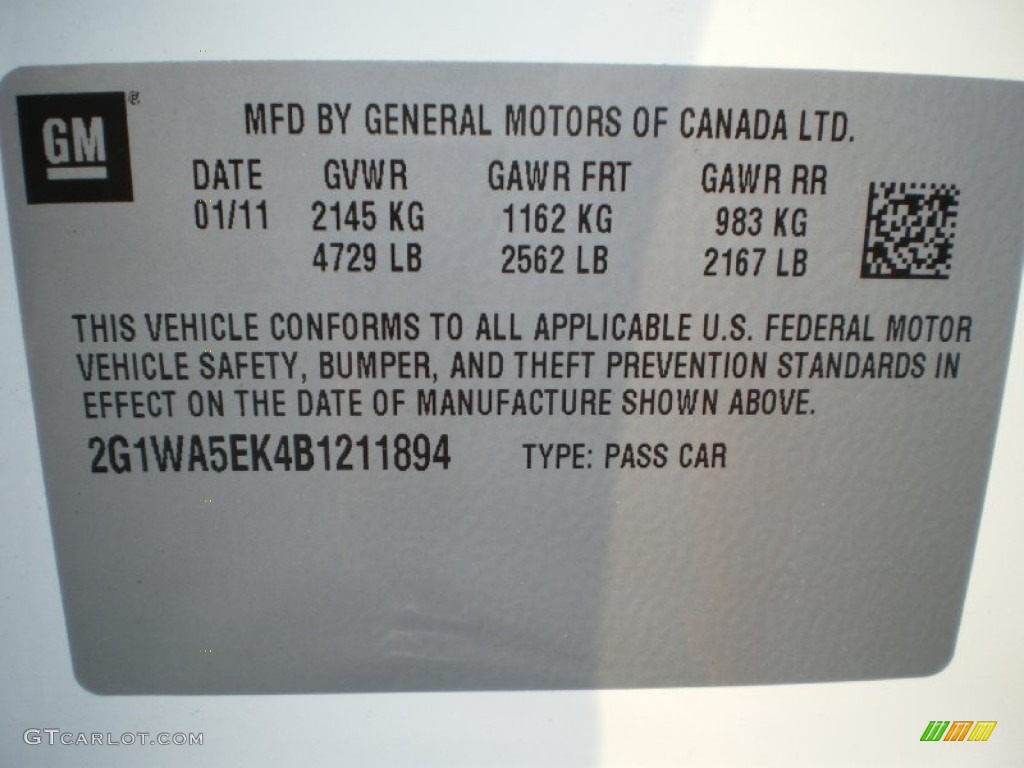 GM ®
MFD BY GENERAL MOTORS OF CANADA LTD.
DATE GVWR GAWR FRT GAWR RR
01/11 2145 KG 1162 KG 983 KG
4729 LB 2562 LB 2167 LB
THIS VEHICLE CONFORMS TO ALL APPLICABLE U.S. FEDERAL MOTOR
VEHICLE SAFETY, BUMPER, AND THEFT PREVENTION STANDARDS IN
EFFECT ON THE DATE OF MANUFACTURE SHOWN ABOVE.
2G1WA5EK4B1211894 TYPE: PASS CAR
GTCARLOT.COM